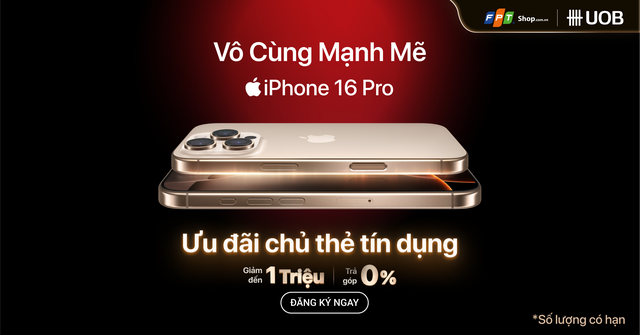 FPT Shop.com.vn UOB
Vô Cùng Mạnh Mẽ
iPhone 16 Pro
Ưu đãi chủ thẻ tín dụng
Giảm đến 1 Triệu
Trả góp 0%
ĐĂNG KÝ NGAY
*Số lượng có hạn